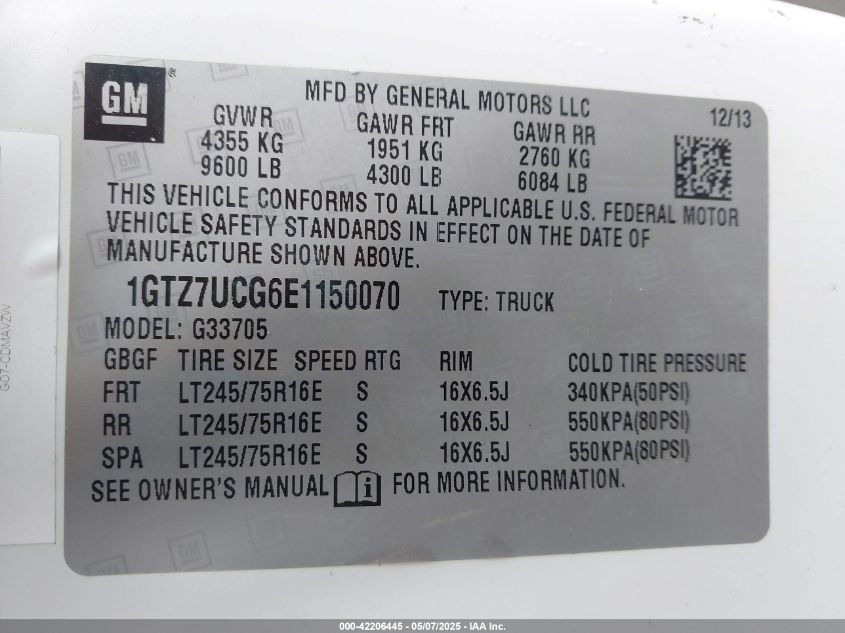 GM ®
MFD BY GENERAL MOTORS LLC
12/13
GVWR GAWR FRT GAWR RR
4355 KG 1951 KG 2760 KG
9600 LB 4300 LB 6084 LB
THIS VEHICLE CONFORMS TO ALL APPLICABLE U.S. FEDERAL MOTOR
VEHICLE SAFETY STANDARDS IN EFFECT ON THE DATE OF
MANUFACTURE SHOWN ABOVE.
1GTZ7UCG6E1150070 TYPE: TRUCK
MODEL: G33705
GBGF TIRE SIZE SPEED RTG RIM COLD TIRE PRESSURE
FRT LT245/75R16E S 16X6.5J 340KPA(50PSI)
RR LT245/75R16E S 16X6.5J 550KPA(80PSI)
SPA LT245/75R16E S 16X6.5J 550KPA(80PSI)
SEE OWNER'S MANUAL i FOR MORE INFORMATION.
GO7-CDMAVZW
000-42206445 - 05/07/2025 - IAA Inc.